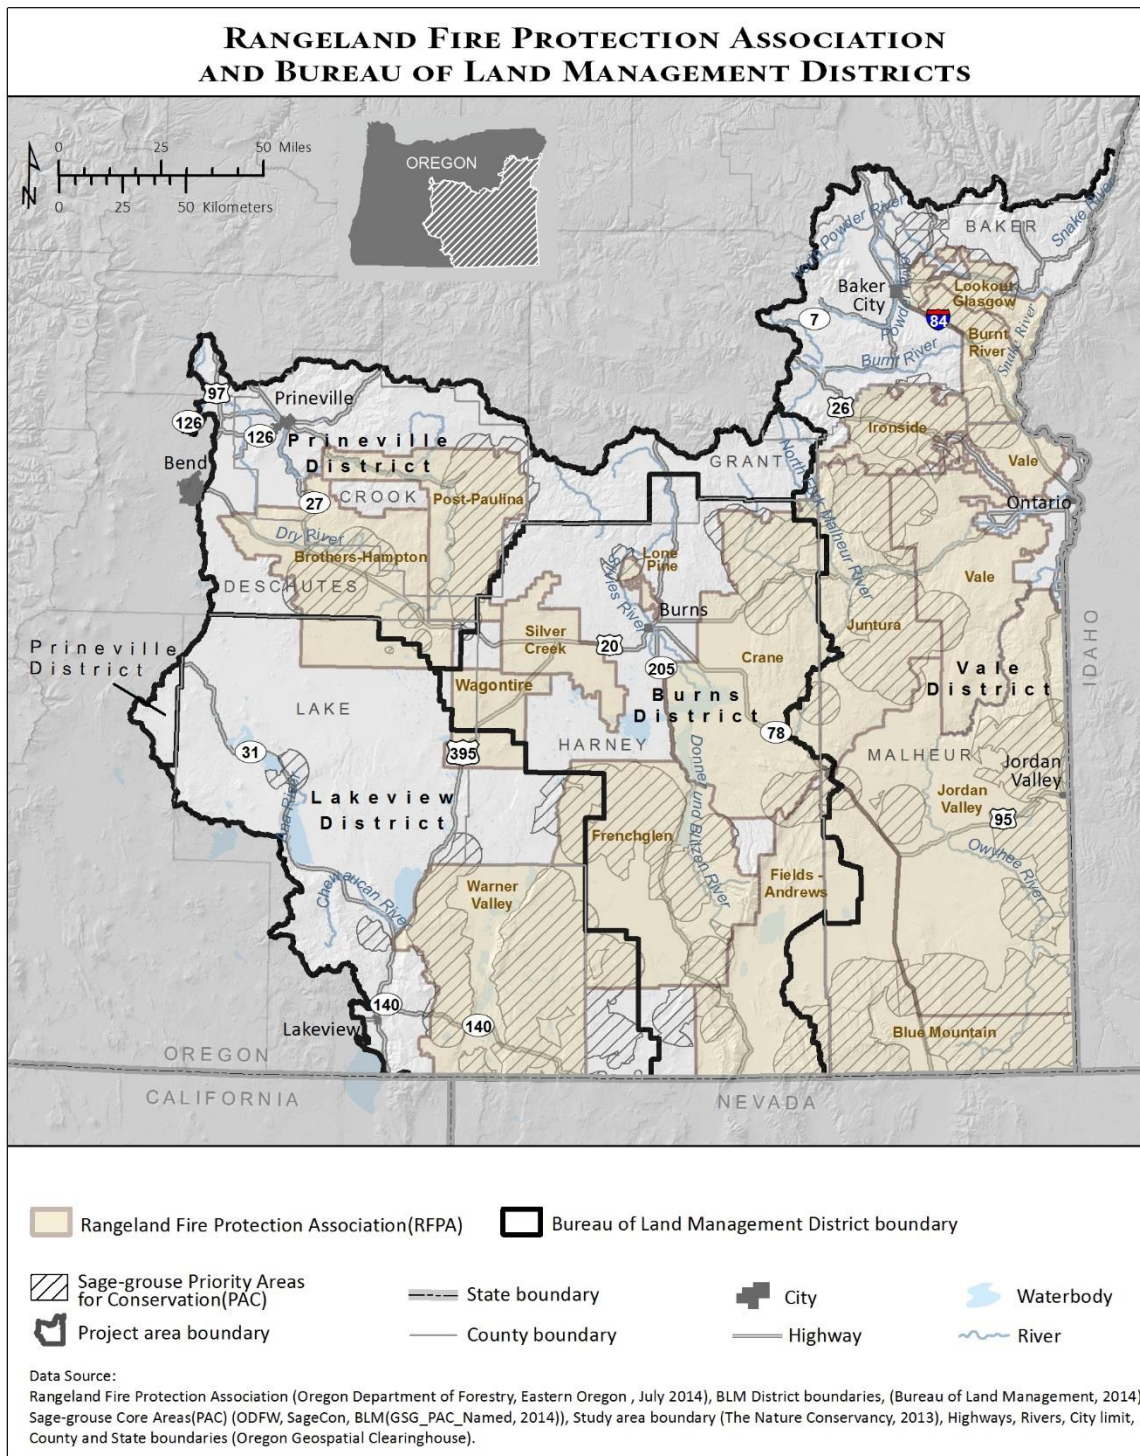 RANGELAND FIRE PROTECTION ASSOCIATION
AND BUREAU OF LAND MANAGEMENT DISTRICTS
0 25 50 Miles
0 25 50 Kilometers
N
OREGON
BAKER
North Powder River
Snake River
Baker
City
Powder River
Lookout
Glasgow
84
7
Burnt
River
Burnt River
Snake River
26
97
Prineville
126
126
Prineville
District
Bend
Ironside
GRANT
North Fork Malheur River
Vale
Ontario
CROOK
Post-Paulina
27
Dry River
Brothers-Hampton
DESCHUTES
Lone
Pine
Silvies River
Burns
Vale
Juntura
Silver
Creek
20
205
Crane
Prineville
District
Wagontire
Burns
District
Vale
District
IDAHO
LAKE
31
395
HARNEY
78
MALHEUR
Jordan
Valley
Jordan
Valley
95
Lakeview
District
Ana River
Donner und Blitzen River
Frenchglen
Owyhee River
Chewaucan River
Warner
Valley
Fields -
Andrews
140
140
Lakeview
Blue Mountain
OREGON
CALIFORNIA
NEVADA
Rangeland Fire Protection Association(RFPA)
Bureau of Land Management District boundary
Sage-grouse Priority Areas
for Conservation(PAC)
State boundary
City
Waterbody
Project area boundary
County boundary
Highway
River
Data Source:
Rangeland Fire Protection Association (Oregon Department of Forestry, Eastern Oregon , July 2014), BLM District boundaries, (Bureau of Land Management, 2014)
Sage-grouse Core Areas(PAC) (ODFW, SageCon, BLM(GSG_PAC_Named, 2014)), Study area boundary (The Nature Conservancy, 2013), Highways, Rivers, City limit,
County and State boundaries (Oregon Geospatial Clearinghouse).